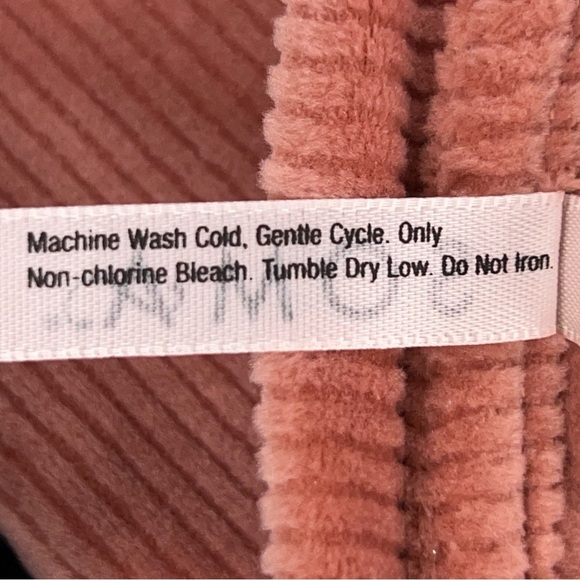 Machine Wash Cold, Gentle Cycle. Only
Non-chlorine Bleach. Tumble Dry Low. Do Not Iron.